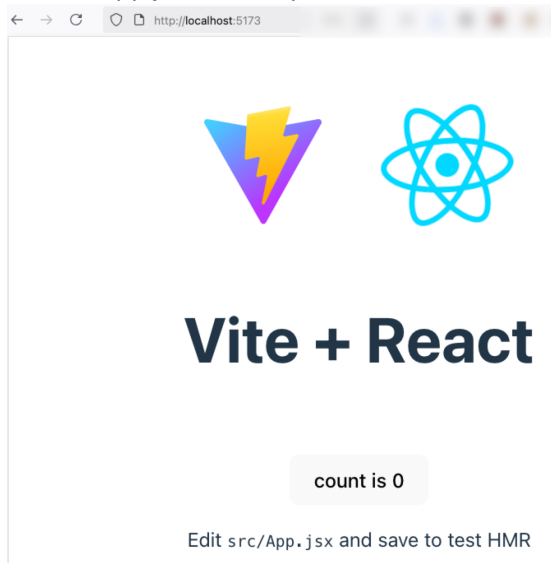 http://localhost:5173
Vite + React
count is 0
Edit src/App.jsx and save to test HMR